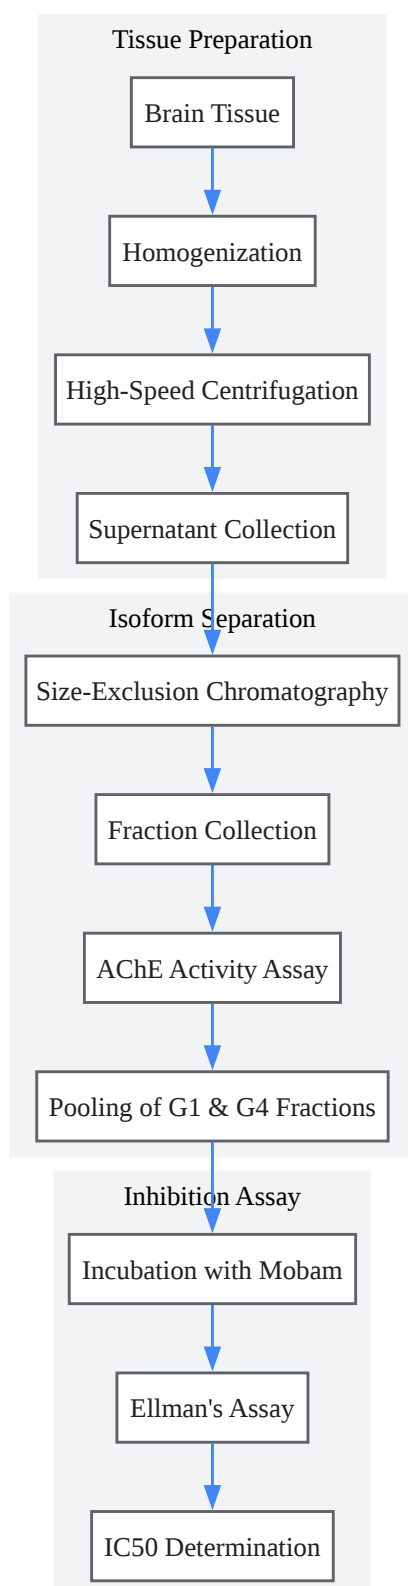 Tissue Preparation
Brain Tissue
Homogenization
High-Speed Centrifugation
Supernatant Collection
Isoform Separation
Size-Exclusion Chromatography
Fraction Collection
AChE Activity Assay
Pooling of G1 & G4 Fractions
Inhibition Assay
Incubation with Mobam
Ellman's Assay
IC50 Determination